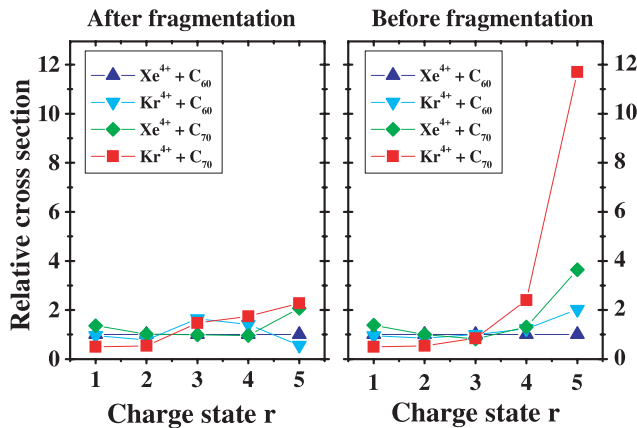 After fragmentation
Before fragmentation
Relative cross section
12
10
8
6
4
2
0
Xe⁴⁺ + C₆₀
Kr⁴⁺ + C₆₀
Xe⁴⁺ + C₇₀
Kr⁴⁺ + C₇₀
1 2 3 4 5
Charge state r
Xe⁴⁺ + C₆₀
Kr⁴⁺ + C₆₀
Xe⁴⁺ + C₇₀
Kr⁴⁺ + C₇₀
12
10
8
6
4
2
0
1 2 3 4 5
Charge state r